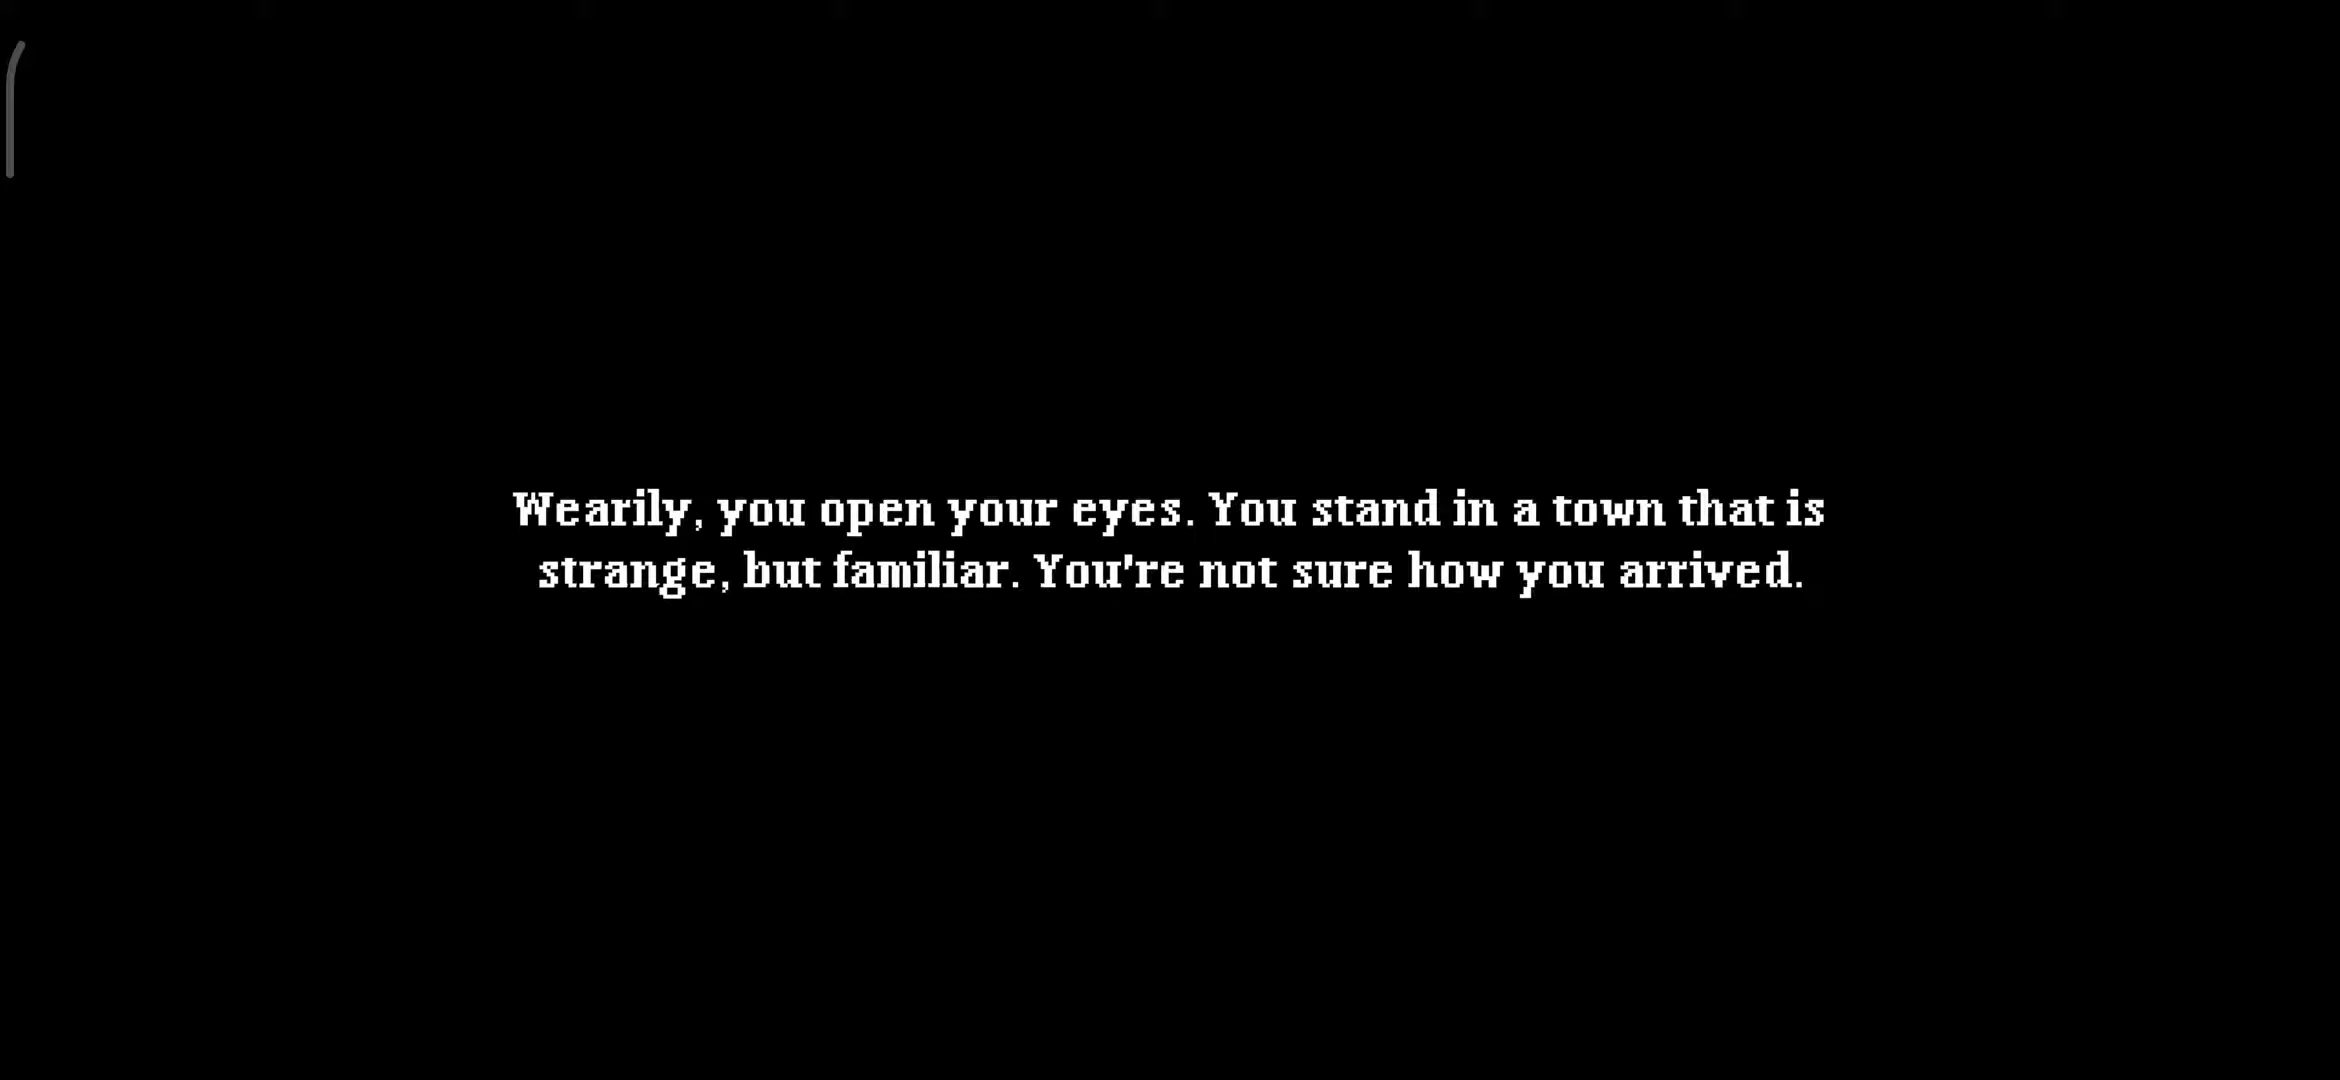 Wearily, you open your eyes. You stand in a town that is
strange, but familiar. You're not sure how you arrived.